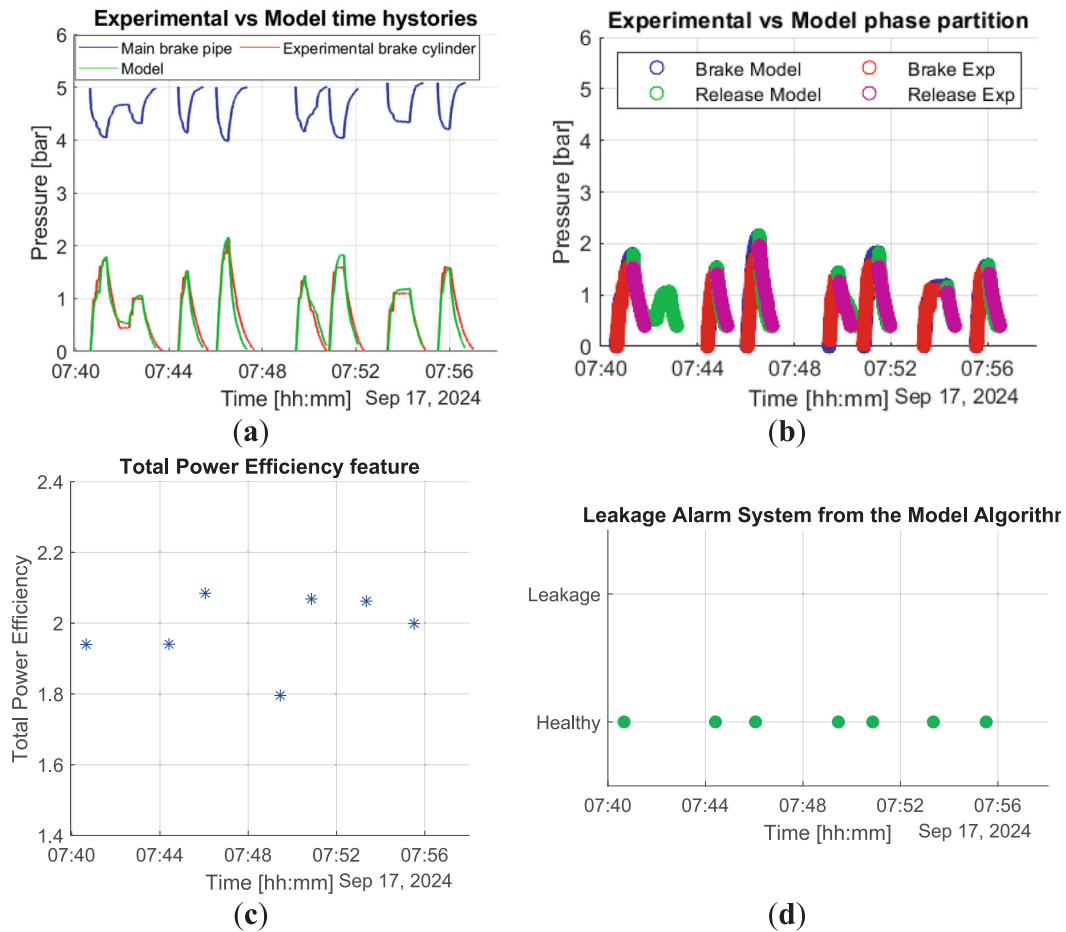 Experimental vs Model time hystories
Main brake pipe
Experimental brake cylinder
Model
Pressure [bar]
6
5
4
3
2
1
0
07:40
07:44
07:48
07:52
07:56
Time [hh:mm]
Sep 17, 2024
(a)
Experimental vs Model phase partition
Brake Model
Brake Exp
Release Model
Release Exp
Pressure [bar]
6
5
4
3
2
1
0
07:40
07:44
07:48
07:52
07:56
Time [hh:mm]
Sep 17, 2024
(b)
Total Power Efficiency feature
Total Power Efficiency
2.4
2.2
2
1.8
1.6
1.4
07:40
07:44
07:48
07:52
07:56
Time [hh:mm]
Sep 17, 2024
(c)
Leakage Alarm System from the Model Algorithm
Leakage
Healthy
07:40
07:44
07:48
07:52
07:56
Time [hh:mm]
Sep 17, 2024
(d)